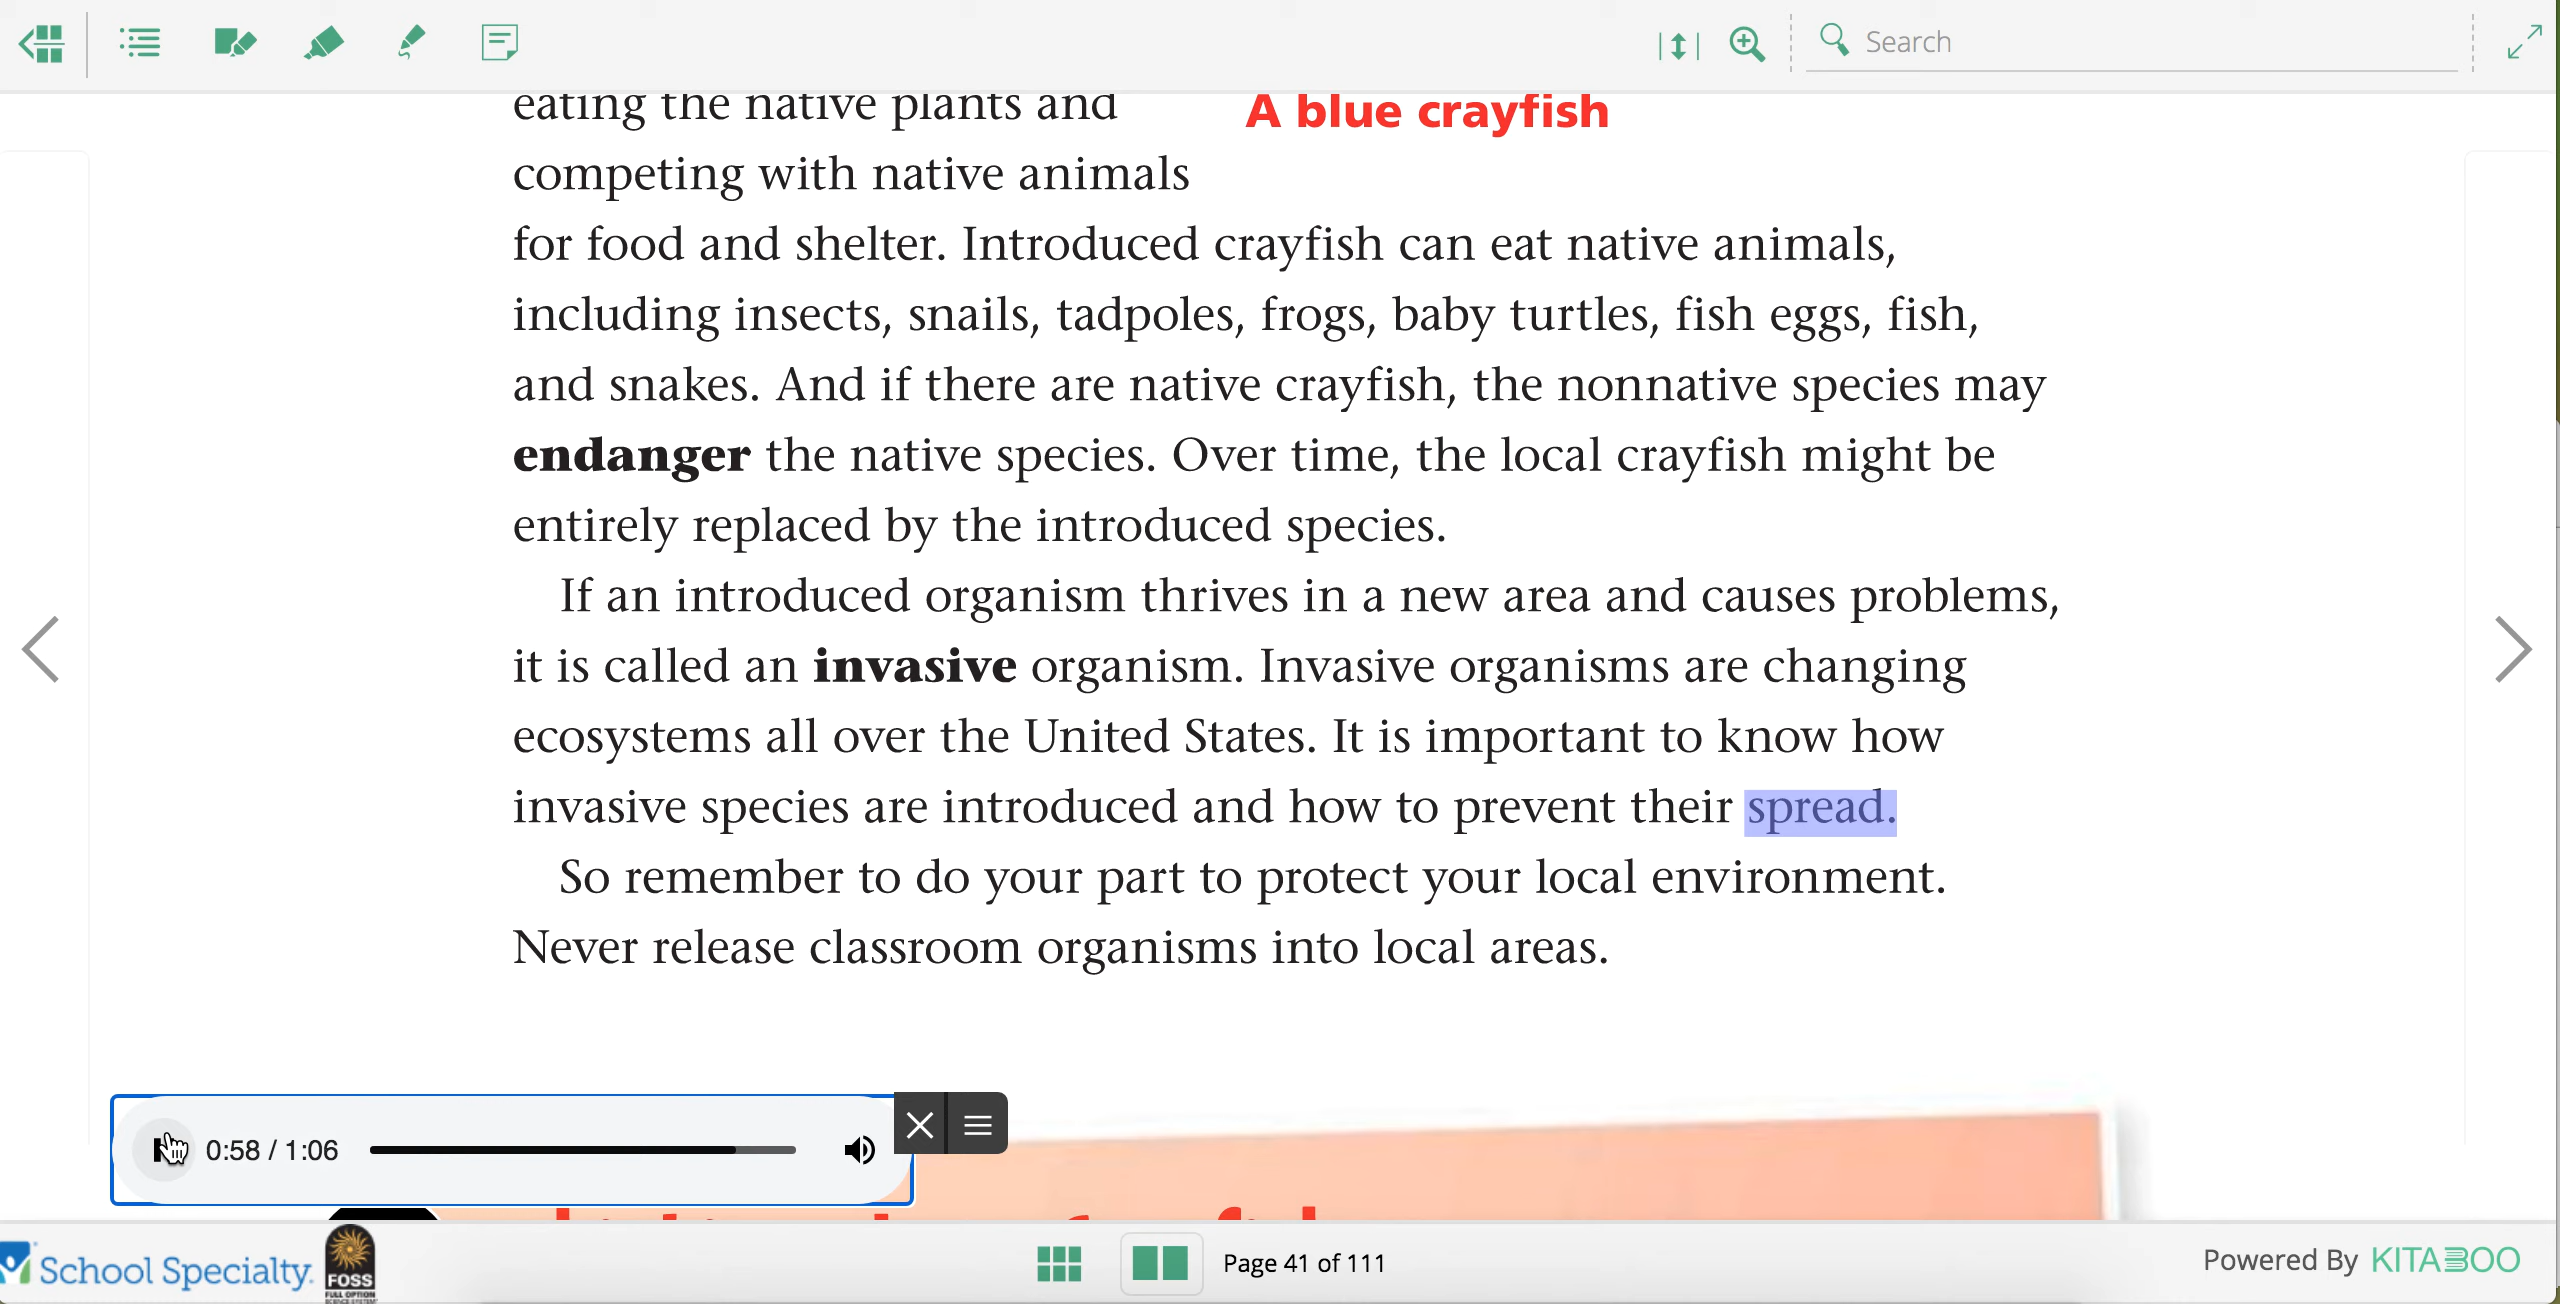 Search
eating the native plants and
A blue crayfish
competing with native animals
for food and shelter. Introduced crayfish can eat native animals,
including insects, snails, tadpoles, frogs, baby turtles, fish eggs, fish,
and snakes. And if there are native crayfish, the nonnative species may
endanger the native species. Over time, the local crayfish might be
entirely replaced by the introduced species.
If an introduced organism thrives in a new area and causes problems,
it is called an invasive organism. Invasive organisms are changing
ecosystems all over the United States. It is important to know how
invasive species are introduced and how to prevent their spread.
So remember to do your part to protect your local environment.
Never release classroom organisms into local areas.
0:58 / 1:06
School Specialty.
FOSS
FULL OPTION
SCIENCE SYSTEM
Page 41 of 111
Powered By KITABOO